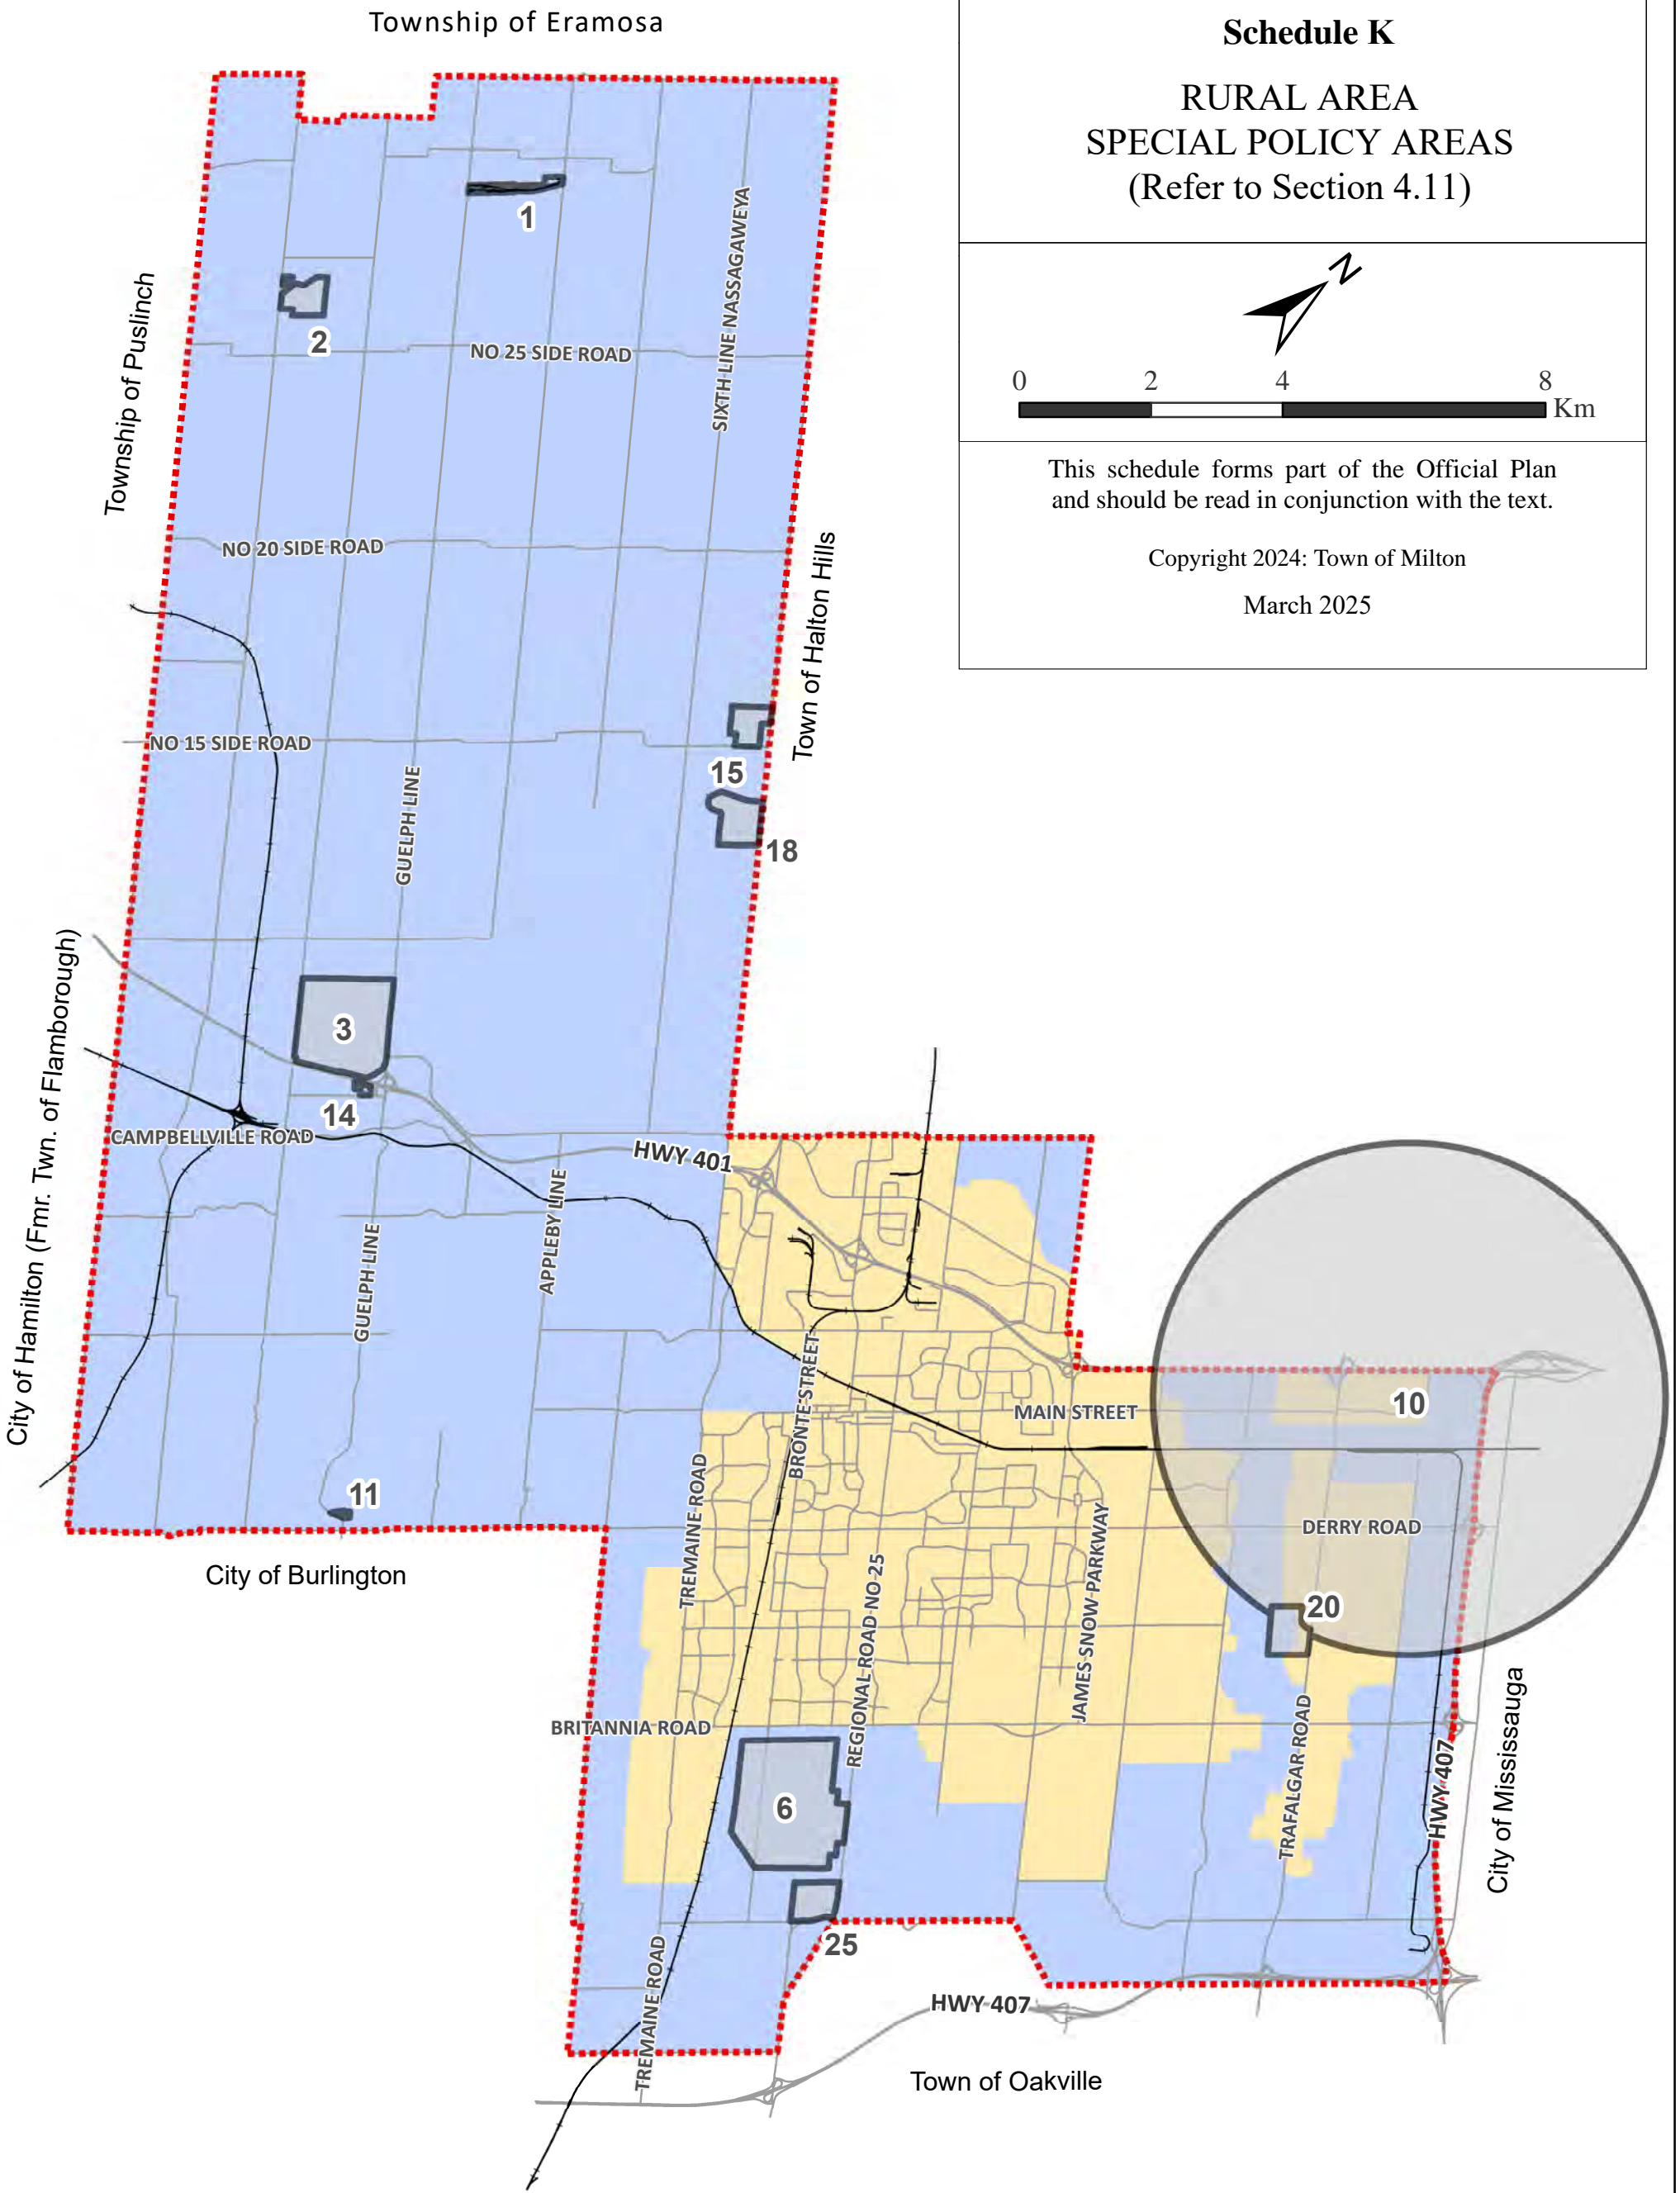 Township of Eramosa
Schedule K
RURAL AREA
SPECIAL POLICY AREAS
(Refer to Section 4.11)
N
0 2 4 8
Km
This schedule forms part of the Official Plan
and should be read in conjunction with the text.
Copyright 2024: Town of Milton
March 2025
1
SIXTH LINE NASSAGAWEYA
Township of Puslinch
2
NO 25 SIDE ROAD
NO 20 SIDE ROAD
Town of Halton Hills
NO 15 SIDE ROAD
15
GUELPH LINE
18
City of Hamilton (Fmr. Twn. of Flamborough)
3
14
CAMPBELLVILLE ROAD
HWY 401
APPLEBY LINE
GUELPH LINE
BRONTE STREET
MAIN STREET
10
11
TREMAINE ROAD
DERRY ROAD
JAMES SNOW PARKWAY
City of Burlington
REGIONAL ROAD NO 25
20
BRITANNIA ROAD
TRAFALGAR ROAD
City of Mississauga
HWY 407
6
25
TREMAINE ROAD
HWY 407
Town of Oakville